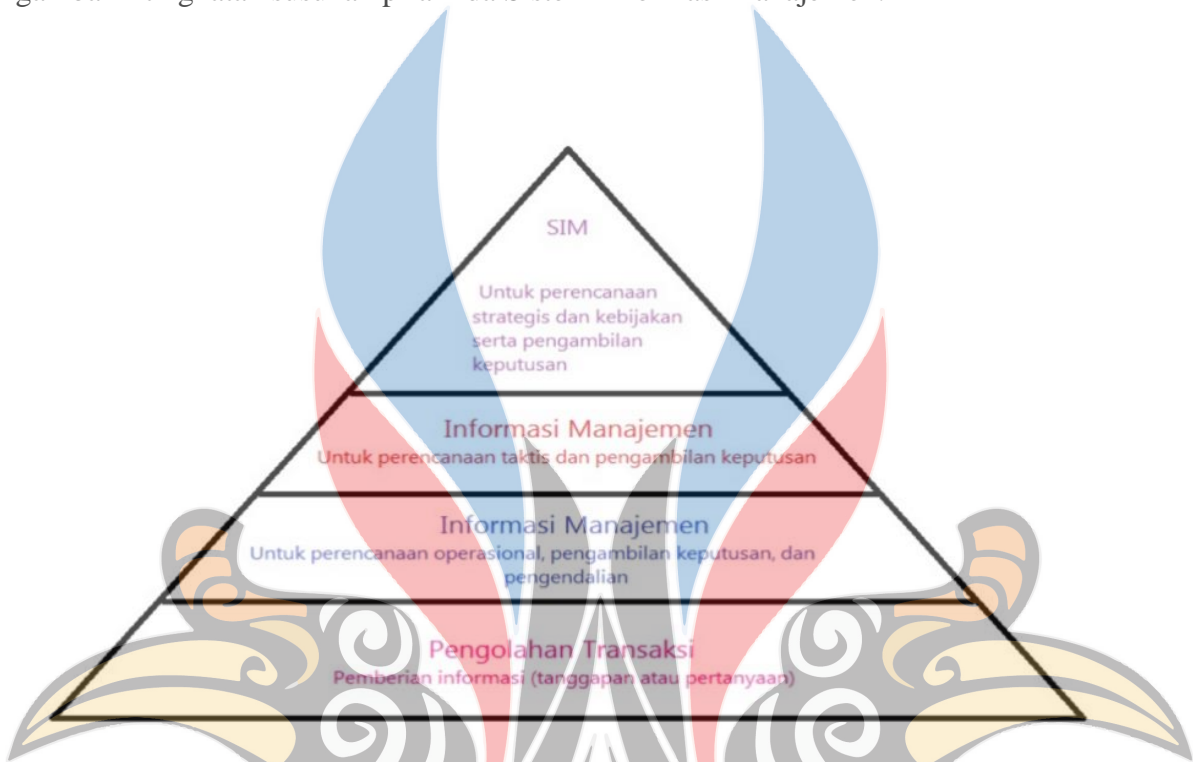 SIM
Untuk perencanaan
strategis dan kebijakan
serta pengambilan
keputusan
Informasi Manajemen
Untuk perencanaan taktis dan pengambilan keputusan
Informasi Manajemen
Untuk perencanaan operasional, pengambilan keputusan, dan
pengendalian
Pengolahan Transaksi
Pemberian informasi (tanggapan atau pertanyaan)